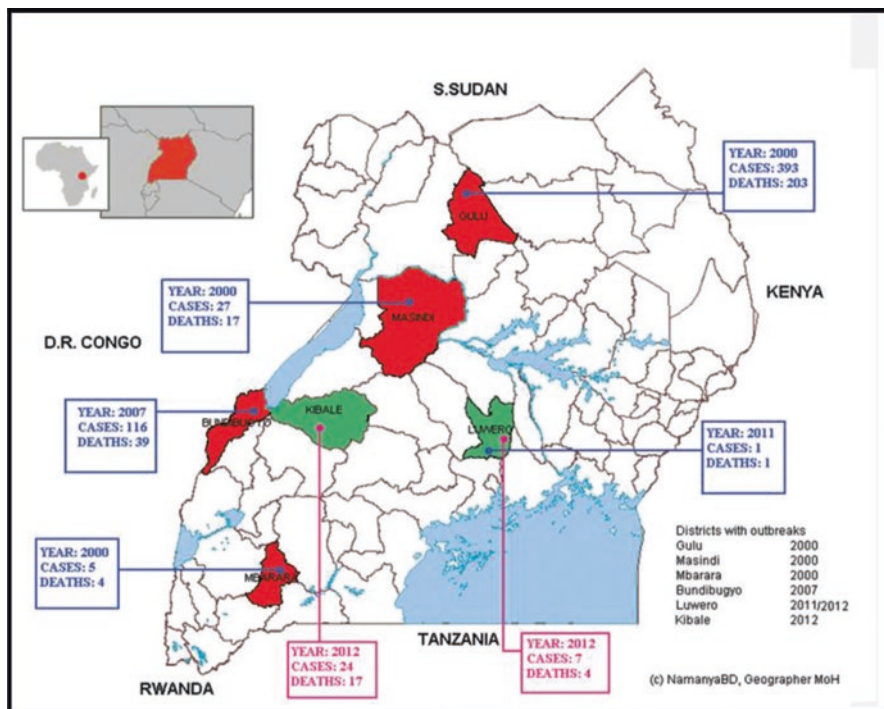 S.SUDAN
YEAR: 2000
CASES: 393
DEATHS: 203
GULU
YEAR: 2000
CASES: 27
DEATHS: 17
MASINDI
KENYA
D.R. CONGO
YEAR: 2007
CASES: 116
DEATHS: 39
BUNDIBUGYO
KIBALE
LUWERO
YEAR: 2011
CASES: 1
DEATHS: 1
YEAR: 2000
CASES: 5
DEATHS: 4
MBARARA
Districts with outbreaks
Gulu 2000
Masindi 2000
Mbarara 2000
Bundibugyo 2007
Luwero 2011/2012
Kibale 2012
YEAR: 2012
CASES: 24
DEATHS: 17
TANZANIA
YEAR: 2012
CASES: 7
DEATHS: 4
RWANDA
(c) NamanyaBD, Geographer MoH